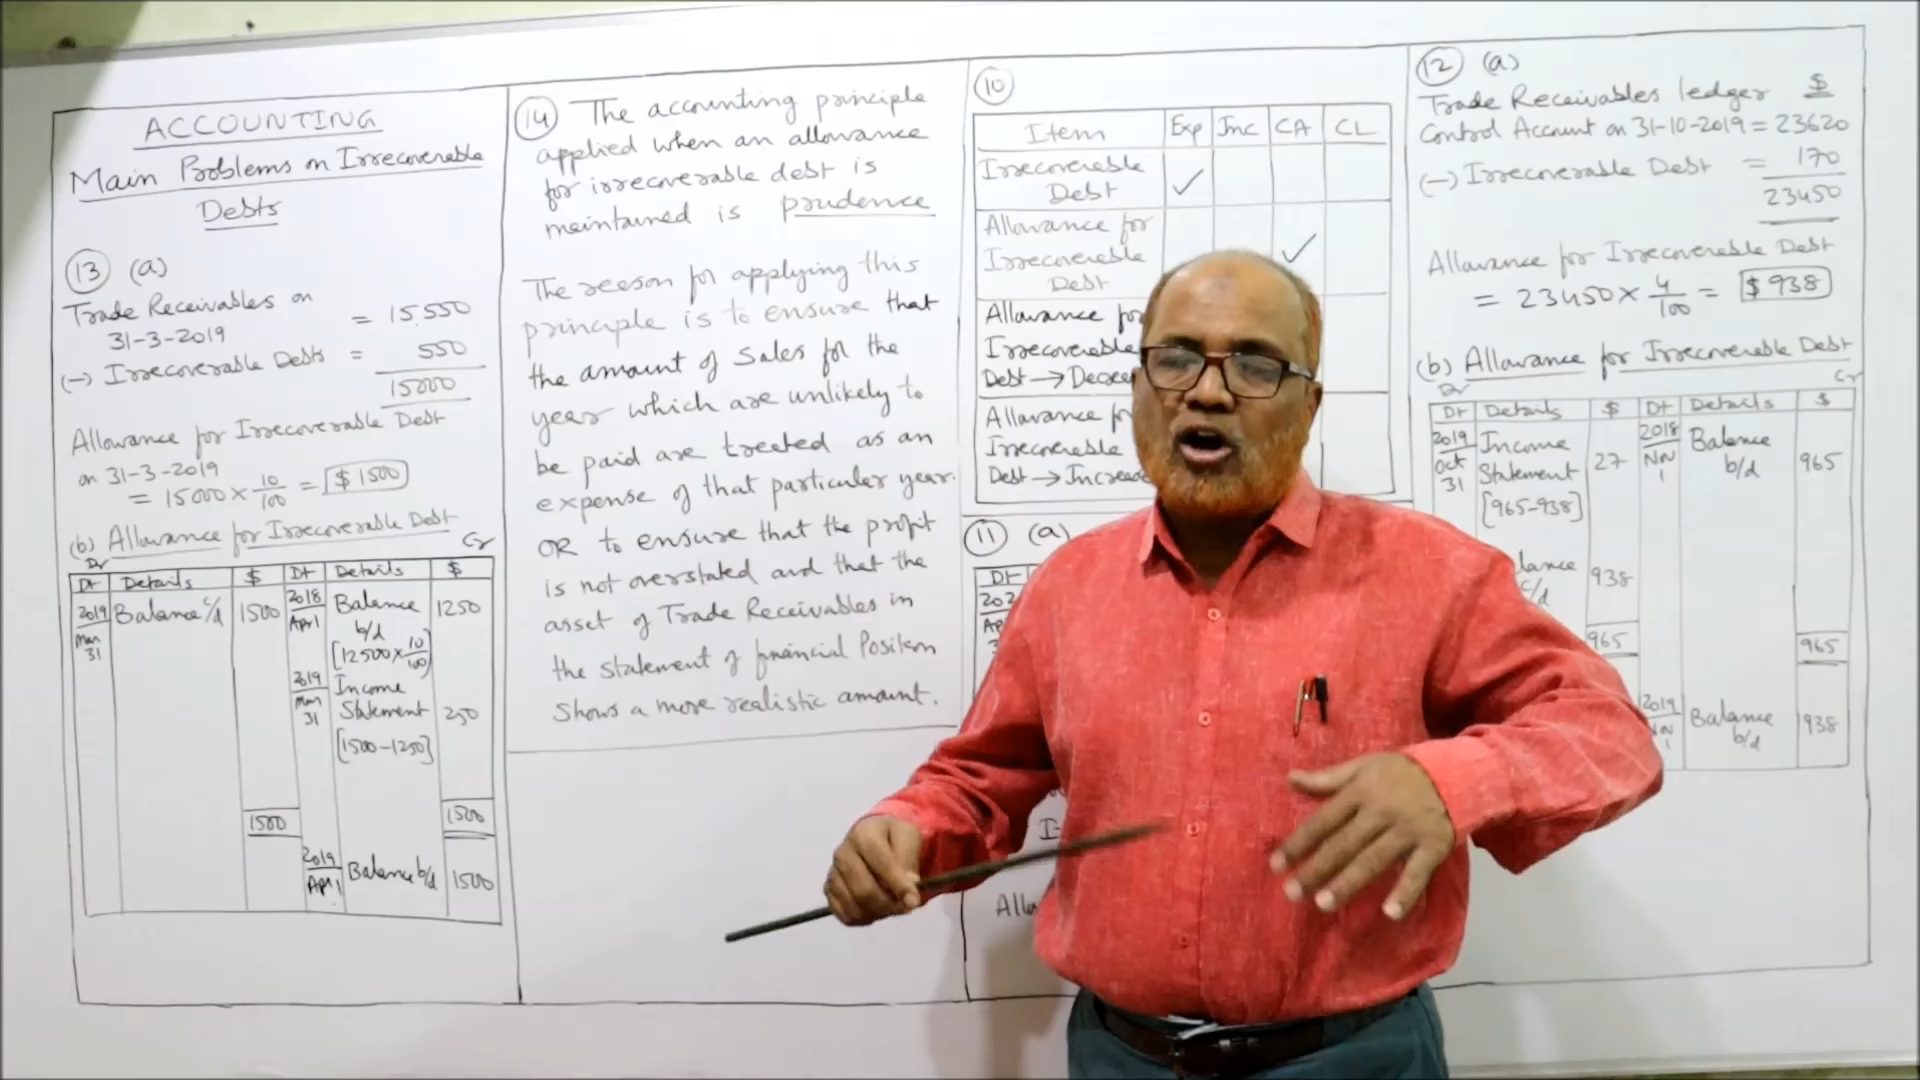 ACCOUNTING
Main Problems on Irrecoverable
Debts
13 (a)
Trade Receivables on
31-3-2019 = 15,550
(-) Irrecoverable Debts = 550
15000
Allowance for Irrecoverable Debt
on 31-3-2019
= 15000 × 10/100 = $1500
(b) Allowance for Irrecoverable Debt
Dr Cr
Dt Details $ Dt Details $
2019 Mar 31 Balance c/d 1500 2018 Apr 1 Balance b/d 1250
[12500 × 10/100]
2019 Mar 31 Income
Statement 250
[1500-1250]
1500 1500
2019 Apr 1 Balance b/d 1500
14 The accounting principle
applied when an allowance
for irrecoverable debt is
maintained is prudence
The reason for applying this
principle is to ensure that
the amount of Sales for the
year which are unlikely to
be paid are treated as an
expense of that particular year.
OR to ensure that the profit
is not overstated and that the
asset of Trade Receivables in
the statement of financial Position
shows a more realistic amount.
10
Item Exp Inc CA CL
Irrecoverable
Debt ✓
Allowance for
Irrecoverable ✓
Debt
Allowance for
Irrecoverable
Debt →
Allowance
Irrecoverable
Debt → Increase
11 (a)
Dt
12 (a)
Trade Receivables ledger $
Control Account on 31-10-2019 = 23620
(-) Irrecoverable Debt = 170
23450
Allowance for Irrecoverable Debt
= 23450 × 4/100 = $938
(b) Allowance for Irrecoverable Debt
Dr Cr
Dt Details $ Dt Details $
2019 Oct 31 Income 27 2018 Nov 1 Balance b/d 965
Statement
[965-938]
c/d 938
965 965
2019 Nov 1 Balance b/d 938